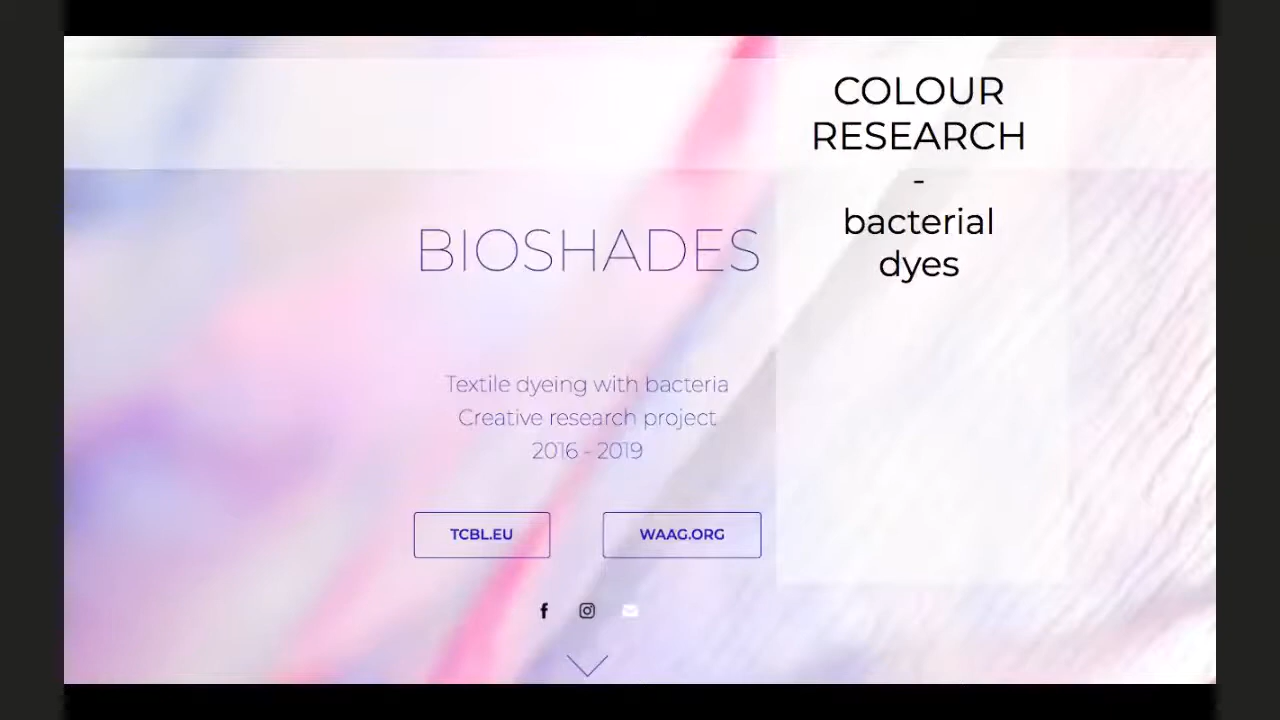 COLOUR
RESEARCH
-
bacterial
dyes
BIOSHADES
Textile dyeing with bacteria
Creative research project
2016 - 2019
TCBL.EU
WAAG.ORG